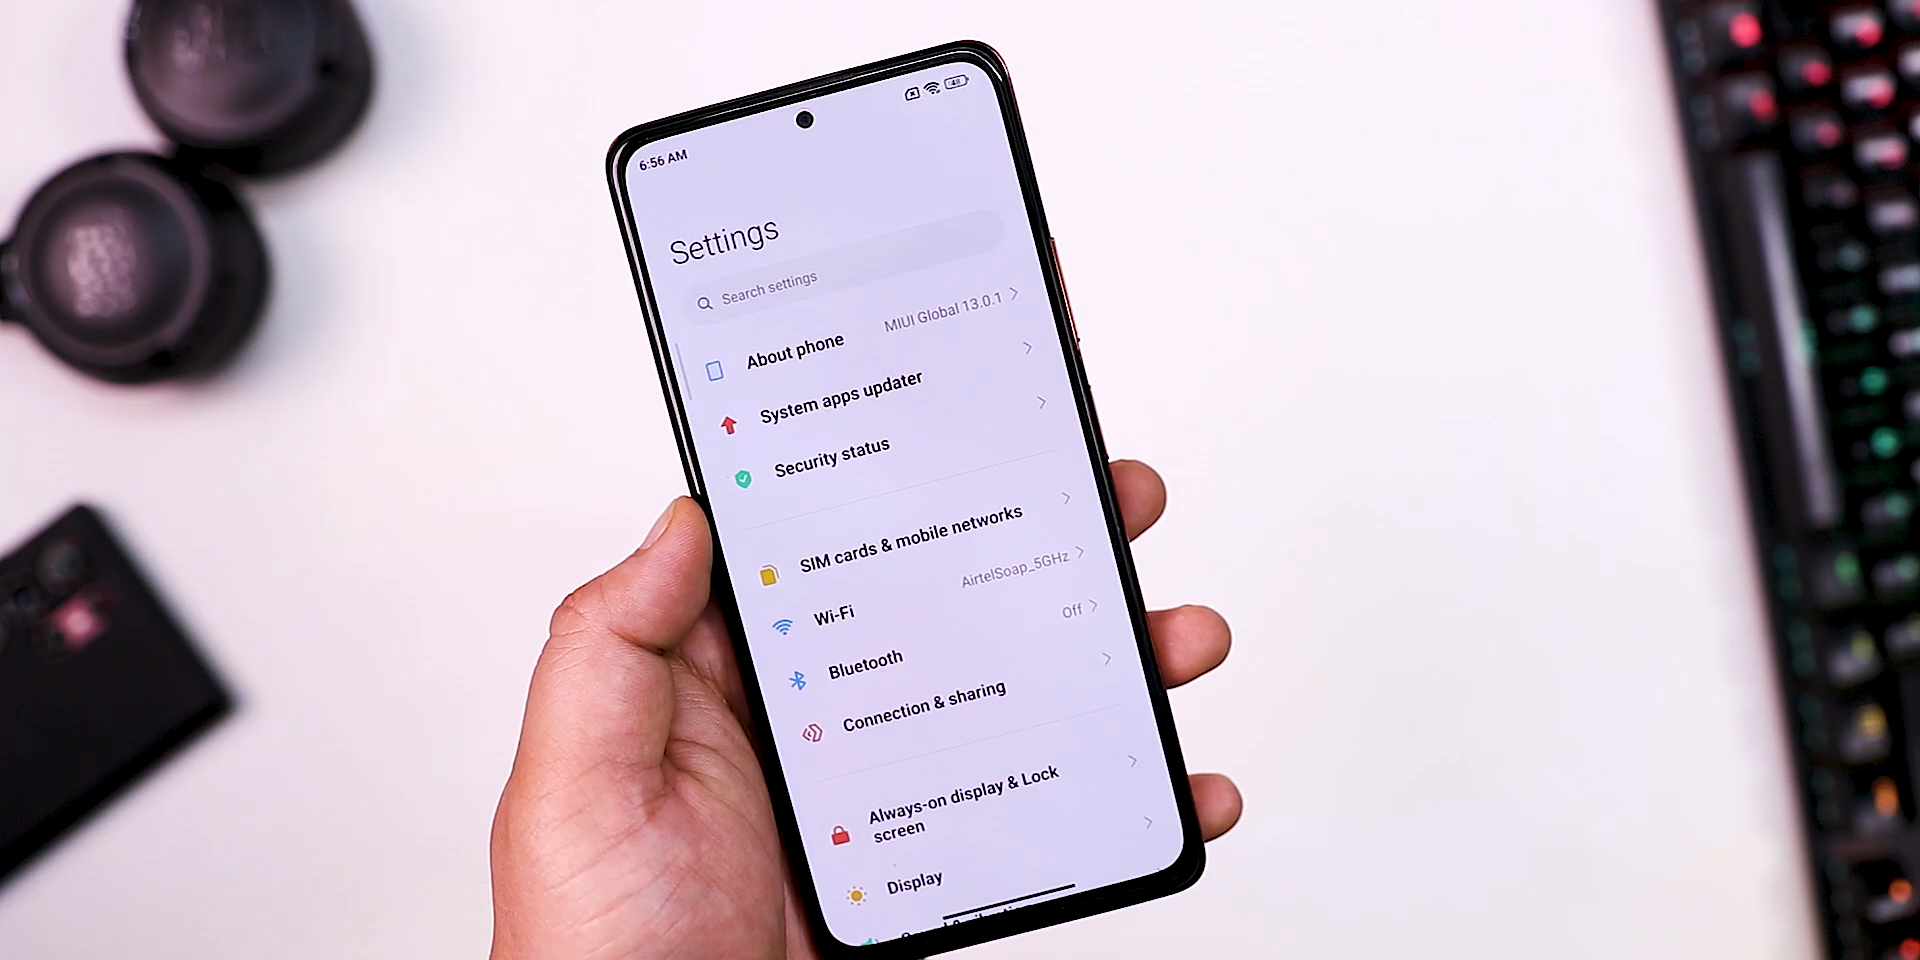 6:56 AM
48
Settings
Search settings
About phone MIUI Global 13.0.1
System apps updater
Security status
SIM cards & mobile networks
Wi-Fi AirtelSoap_5GHz
Bluetooth Off
Connection & sharing
Always-on display & Lock
screen
Display